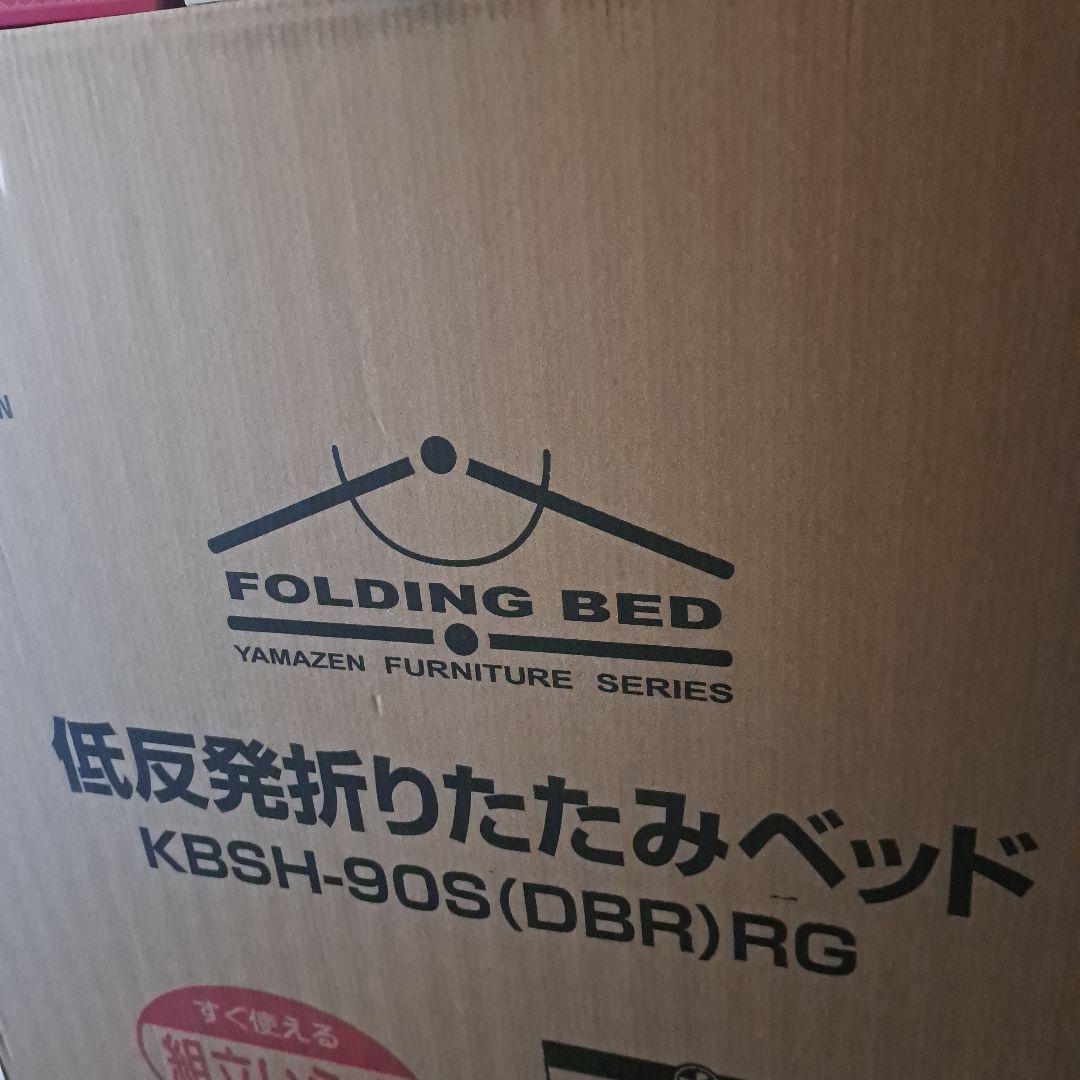 FOLDING BED
YAMAZEN FURNITURE SERIES
低反発折りたたみベッド
KBSH-90S(DBR)RG
すぐ使える